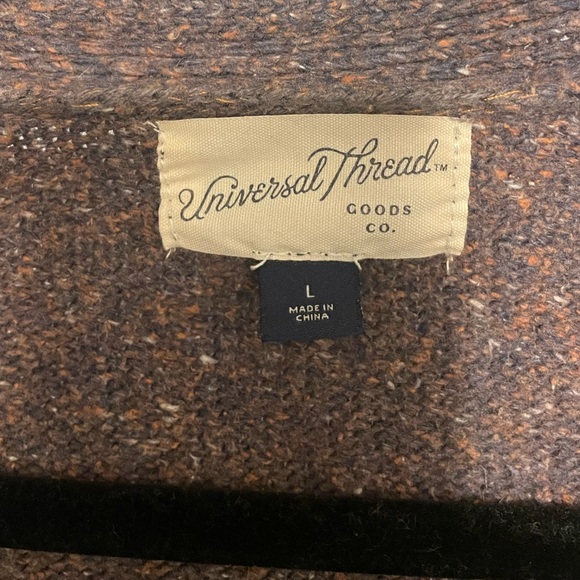 Universal Thread™
GOODS
CO.
L
MADE IN
CHINA